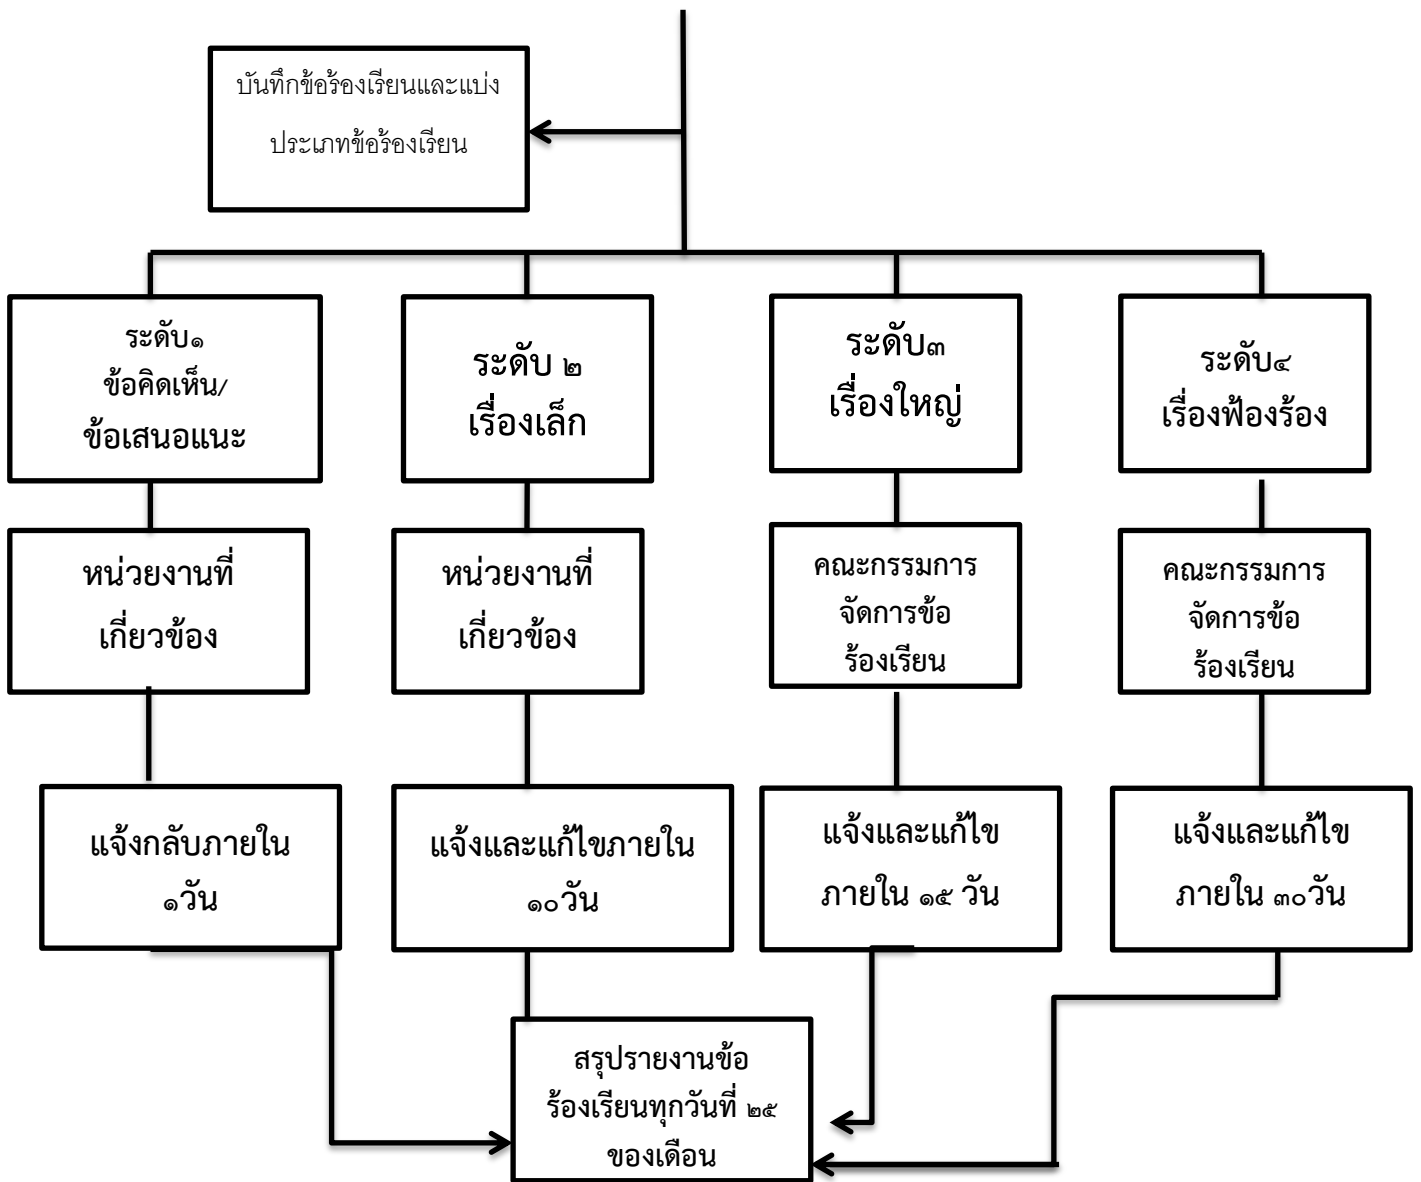 บันทึกข้อร้องเรียนและแบ่ง
ประเภทข้อร้องเรียน
ระดับ๑
ข้อคิดเห็น/
ข้อเสนอแนะ
ระดับ ๒
เรื่องเล็ก
ระดับ๓
เรื่องใหญ่
ระดับ๔
เรื่องฟ้องร้อง
หน่วยงานที่
เกี่ยวข้อง
หน่วยงานที่
เกี่ยวข้อง
คณะกรรมการ
จัดการข้อ
ร้องเรียน
คณะกรรมการ
จัดการข้อ
ร้องเรียน
แจ้งกลับภายใน
๑วัน
แจ้งและแก้ไขภายใน
๑๐วัน
แจ้งและแก้ไข
ภายใน ๑๕ วัน
แจ้งและแก้ไข
ภายใน ๓๐วัน
สรุปรายงานข้อ
ร้องเรียนทุกวันที่ ๒๕
ของเดือน